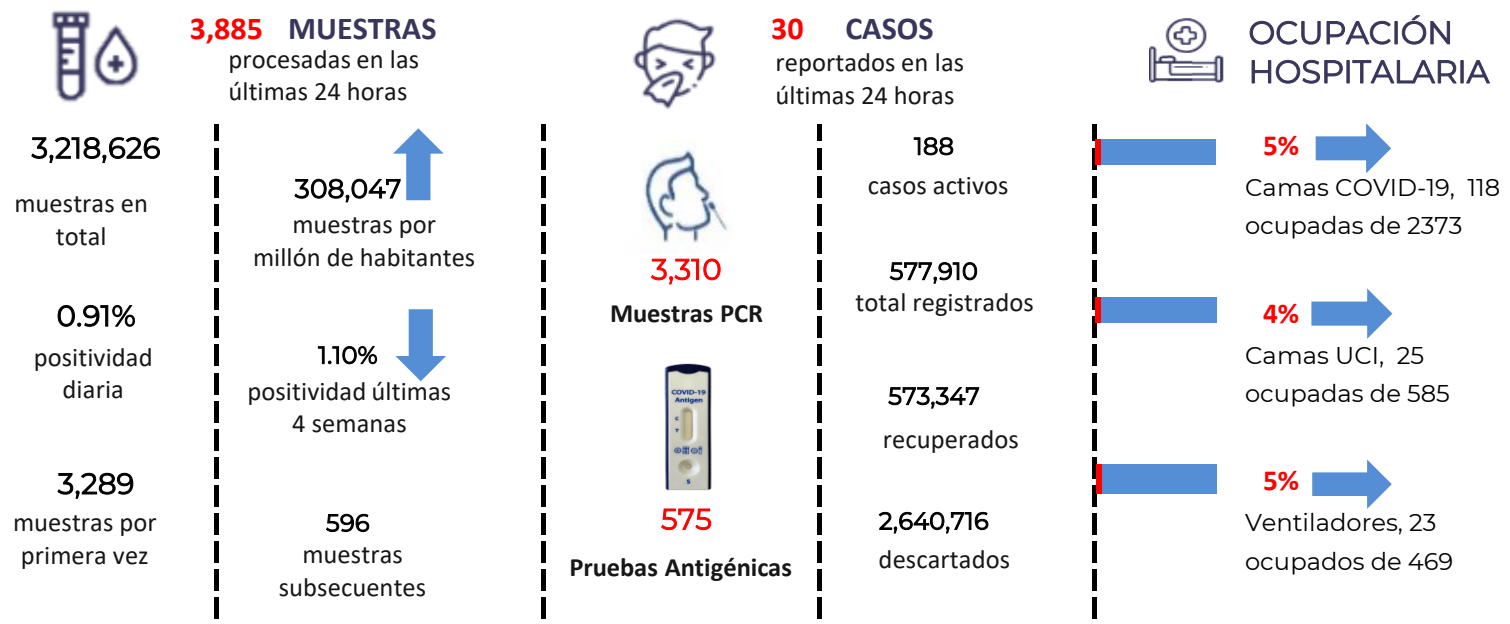 3,885 MUESTRAS
procesadas en las
últimas 24 horas
3,218,626
muestras en
total
0.91%
positividad
diaria
3,289
muestras por
primera vez
308,047
muestras por
millón de habitantes
1.10%
positividad últimas
4 semanas
596
muestras
subsecuentes
30 CASOS
reportados en las
últimas 24 horas
3,310
Muestras PCR
COVID-19
Antigen
C
T
S
575
Pruebas Antigénicas
188
casos activos
577,910
total registrados
573,347
recuperados
2,640,716
descartados
OCUPACIÓN
HOSPITALARIA
5%
Camas COVID-19, 118
ocupadas de 2373
4%
Camas UCI, 25
ocupadas de 585
5%
Ventiladores, 23
ocupados de 469